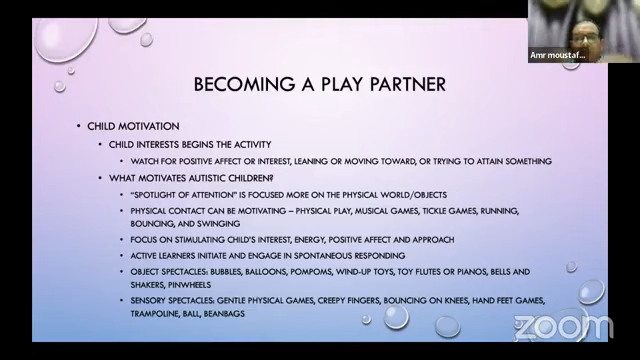 Amr moustaf...
BECOMING A PLAY PARTNER
• CHILD MOTIVATION
• CHILD INTERESTS BEGINS THE ACTIVITY
• WATCH FOR POSITIVE AFFECT OR INTEREST, LEANING OR MOVING TOWARD, OR TRYING TO ATTAIN SOMETHING
• WHAT MOTIVATES AUTISTIC CHILDREN?
• "SPOTLIGHT OF ATTENTION" IS FOCUSED MORE ON THE PHYSICAL WORLD/OBJECTS
• PHYSICAL CONTACT CAN BE MOTIVATING – PHYSICAL PLAY, MUSICAL GAMES, TICKLE GAMES, RUNNING,
BOUNCING, AND SWINGING
• FOCUS ON STIMULATING CHILD'S INTEREST, ENERGY, POSITIVE AFFECT AND APPROACH
• ACTIVE LEARNERS INITIATE AND ENGAGE IN SPONTANEOUS RESPONDING
• OBJECT SPECTACLES: BUBBLES, BALLOONS, POMPOMS, WIND-UP TOYS, TOY FLUTES OR PIANOS, BELLS AND
SHAKERS, PINWHEELS
• SENSORY SPECTACLES: GENTLE PHYSICAL GAMES, CREEPY FINGERS, BOUNCING ON KNEES, HAND FEET GAMES,
TRAMPOLINE, BALL, BEANBAGS
zoom